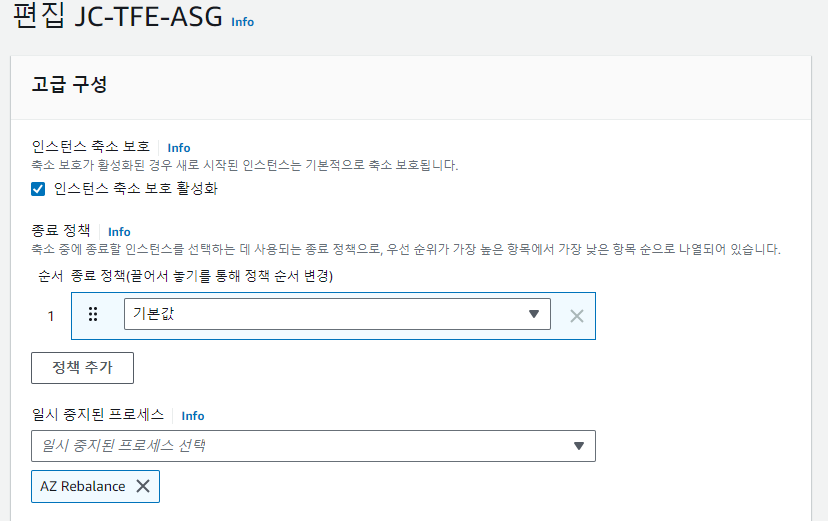 편집 JC-TFE-ASG Info
고급 구성
인스턴스 축소 보호 Info
축소 보호가 활성화된 경우 새로 시작된 인스턴스는 기본적으로 축소 보호됩니다.
인스턴스 축소 보호 활성화
종료 정책 Info
축소 중에 종료할 인스턴스를 선택하는 데 사용되는 종료 정책으로, 우선 순위가 가장 높은 항목에서 가장 낮은 항목 순으로 나열되어 있습니다.
순서 종료 정책(끌어서 놓기를 통해 정책 순서 변경)
1 기본값
정책 추가
일시 중지된 프로세스 Info
일시 중지된 프로세스 선택
AZ Rebalance